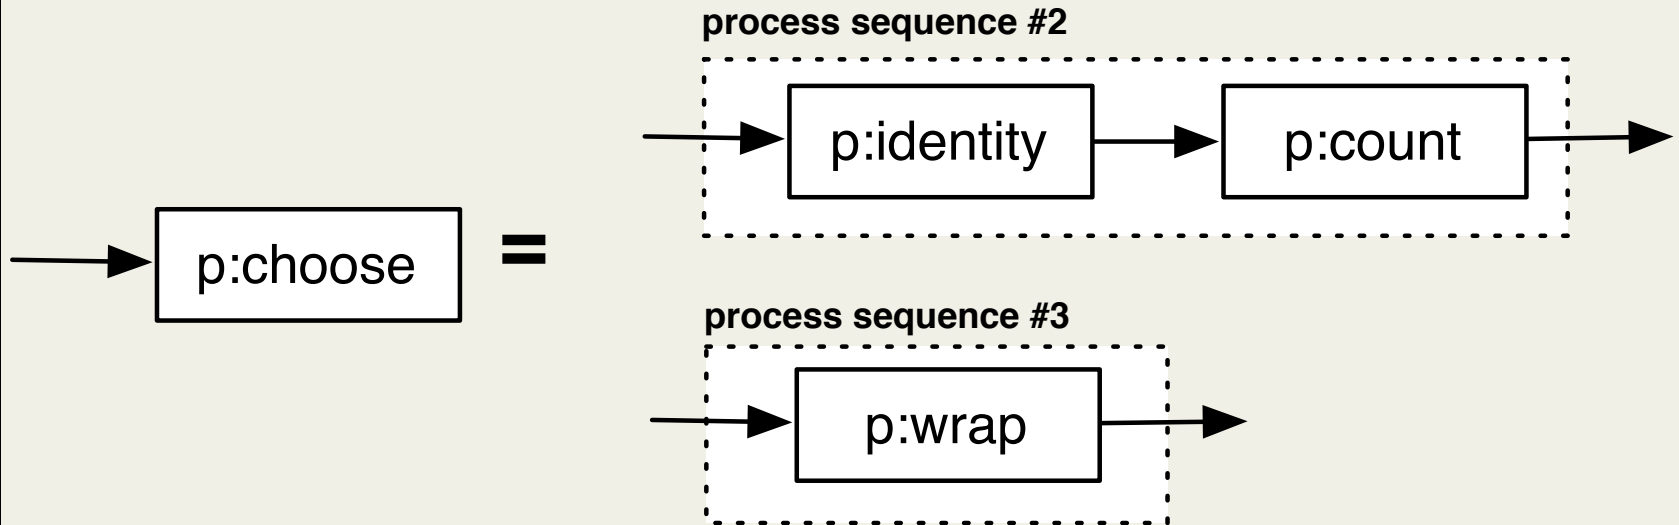 process sequence #2
p:identity
p:count
p:choose
=
process sequence #3
p:wrap